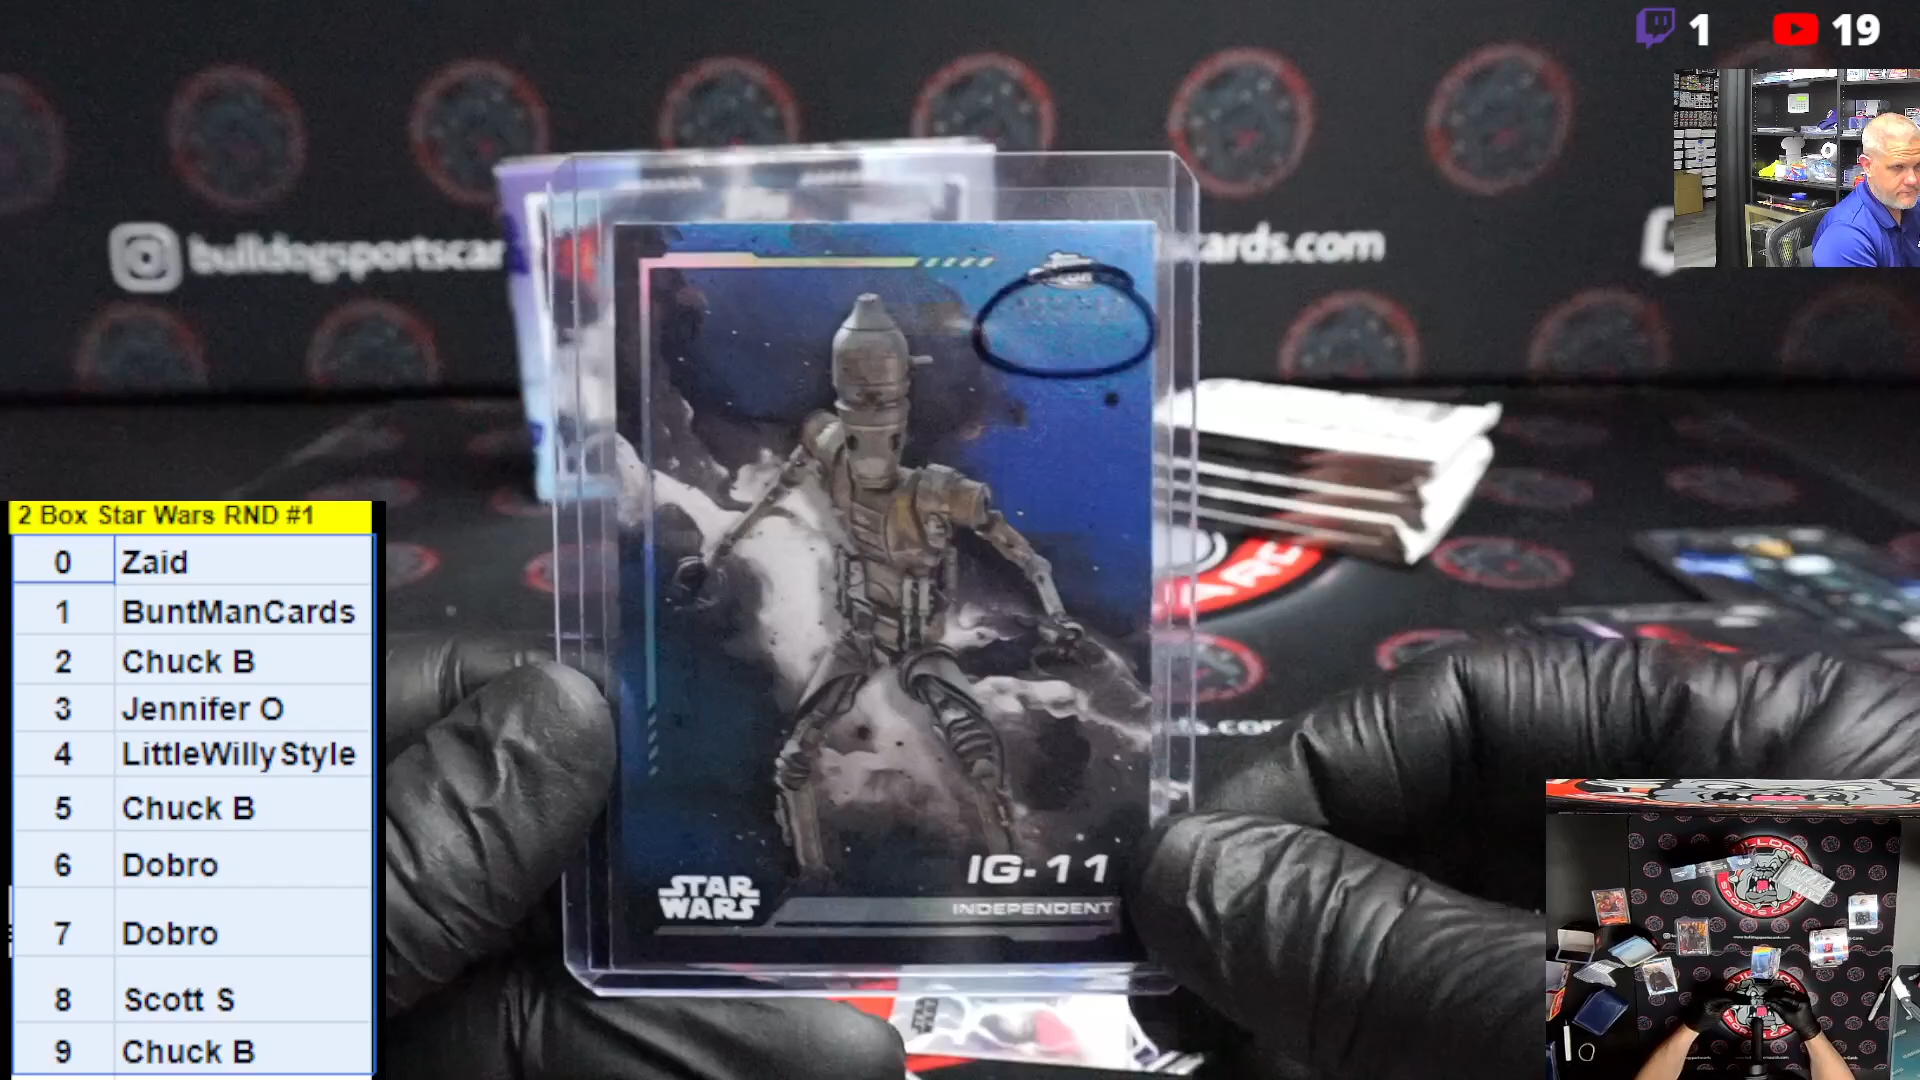 1 19
bulldogsportscar
cards.com
2 Box Star Wars RND #1
0 Zaid
1 BuntManCards
2 Chuck B
3 Jennifer O
4 LittleWillyStyle
5 Chuck B
6 Dobro
7 Dobro
8 Scott S
9 Chuck B
IG-11
STAR
WARS
INDEPENDENT